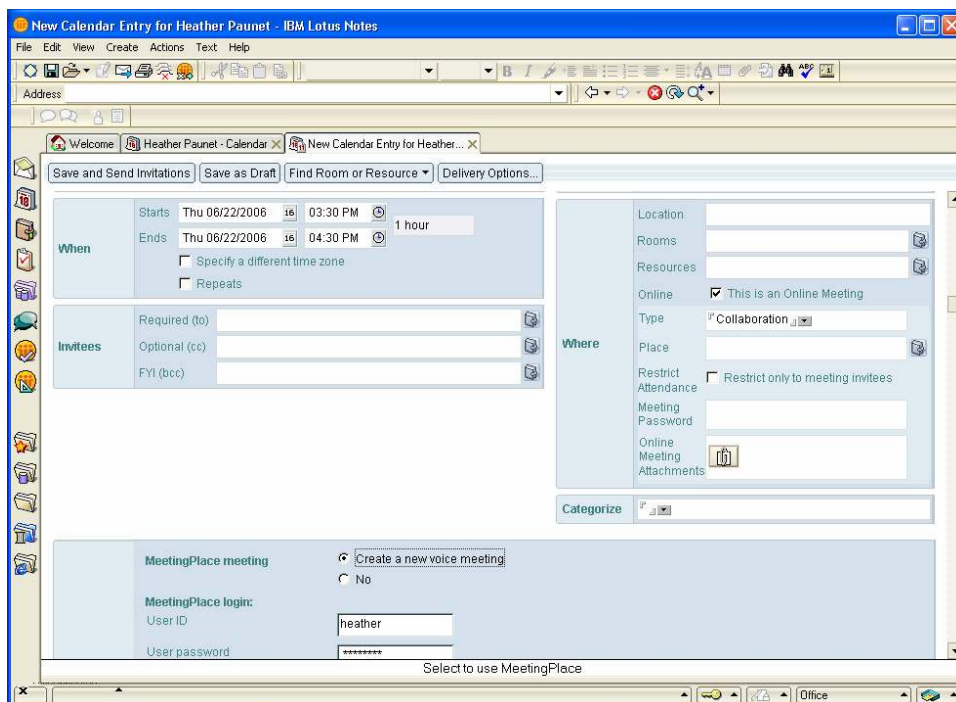 New Calendar Entry for Heather Paunet - IBM Lotus Notes
File Edit View Create Actions Text Help
B I
ABC
Address
Welcome Heather Paunet - Calendar New Calendar Entry for Heather...
Save and Send Invitations Save as Draft Find Room or Resource Delivery Options...
When
Starts Thu 06/22/2006 16 03:30 PM
Ends Thu 06/22/2006 16 04:30 PM
1 hour
Specify a different time zone
Repeats
Invitees
Required (to)
Optional (cc)
FYI (bcc)
Where
Location
Rooms
Resources
Online This is an Online Meeting
Type Collaboration
Place
Restrict
Attendance
Restrict only to meeting invitees
Meeting
Password
Online
Meeting
Attachments
Categorize
MeetingPlace meeting
Create a new voice meeting
No
MeetingPlace login:
User ID heather
User password ********
Select to use MeetingPlace
Office